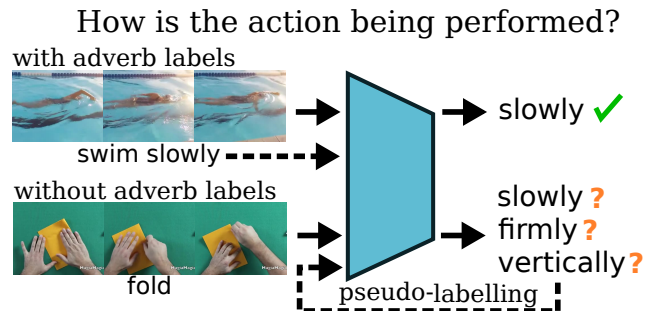 How is the action being performed?
with adverb labels
swim slowly
slowly
without adverb labels
fold
slowly ?
firmly ?
vertically ?
pseudo-labelling